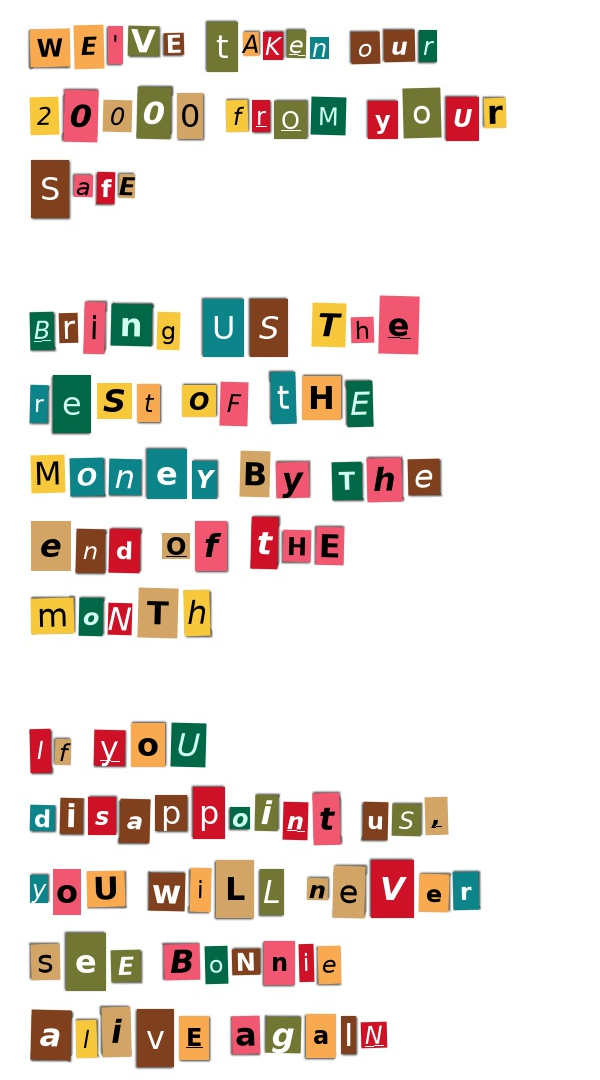 WE'VE tAKen our
20000 frOM yoUr
SafE
Bring US The
reSt oF tHE
MoneY By The
end of tHE
moNTh
If yoU
disappoint us,
yoU wiLL neVer
seE BoNnie
alivE agaIN